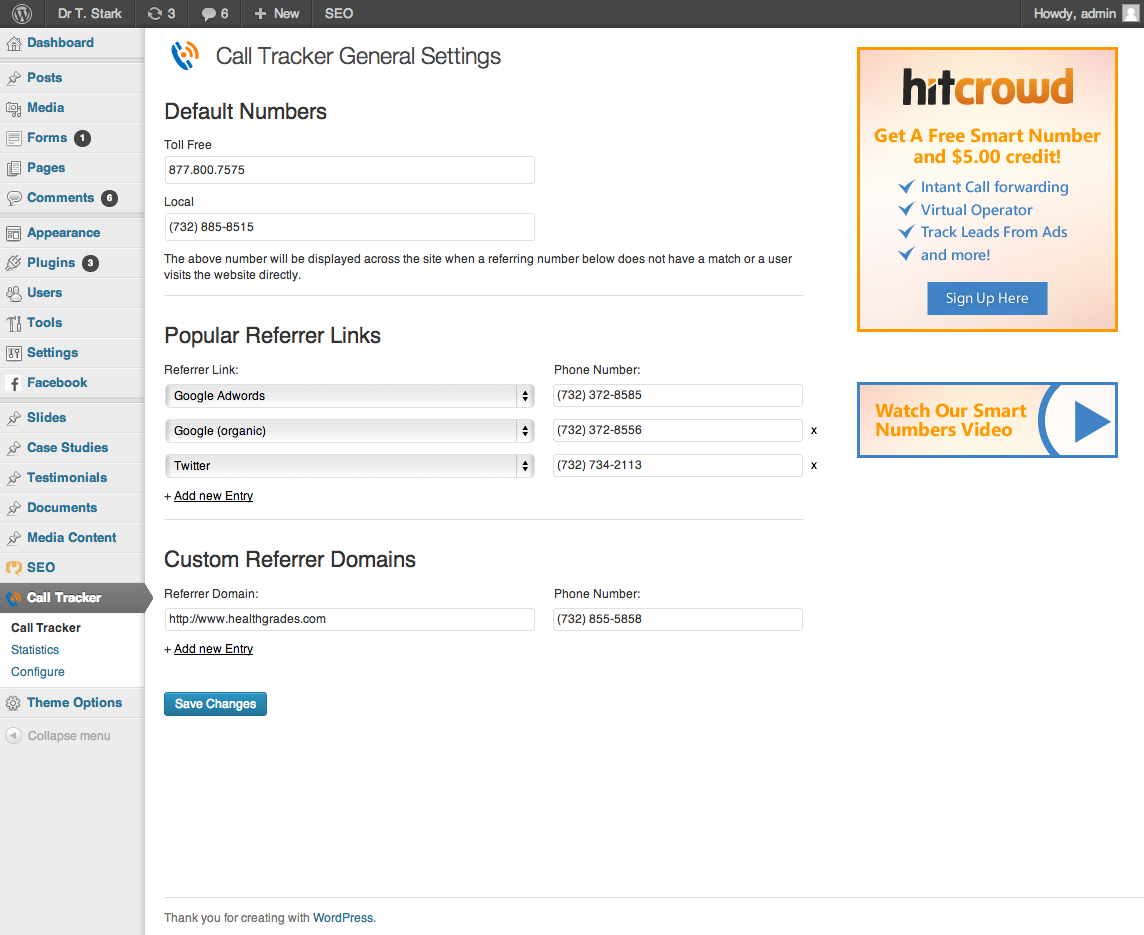 Dr T. Stark 3 6 + New SEO Howdy, admin
Dashboard
Posts
Media
Forms 1
Pages
Comments 6
Appearance
Plugins 3
Users
Tools
Settings
Facebook
Slides
Case Studies
Testimonials
Documents
Media Content
SEO
Call Tracker
Call Tracker
Statistics
Configure
Theme Options
Collapse menu
Call Tracker General Settings
Default Numbers
Toll Free
877.800.7575
Local
(732) 885-8515
The above number will be displayed across the site when a referring number below does not have a match or a user
visits the website directly.
Popular Referrer Links
Referrer Link: Phone Number:
Google Adwords (732) 372-8585
Google (organic) (732) 372-8556 x
Twitter (732) 734-2113 x
+ Add new Entry
Custom Referrer Domains
Referrer Domain: Phone Number:
http://www.healthgrades.com (732) 855-5858
+ Add new Entry
Save Changes
hitcrowd
Get A Free Smart Number
and $5.00 credit!
Intant Call forwarding
Virtual Operator
Track Leads From Ads
and more!
Sign Up Here
Watch Our Smart
Numbers Video
Thank you for creating with WordPress.